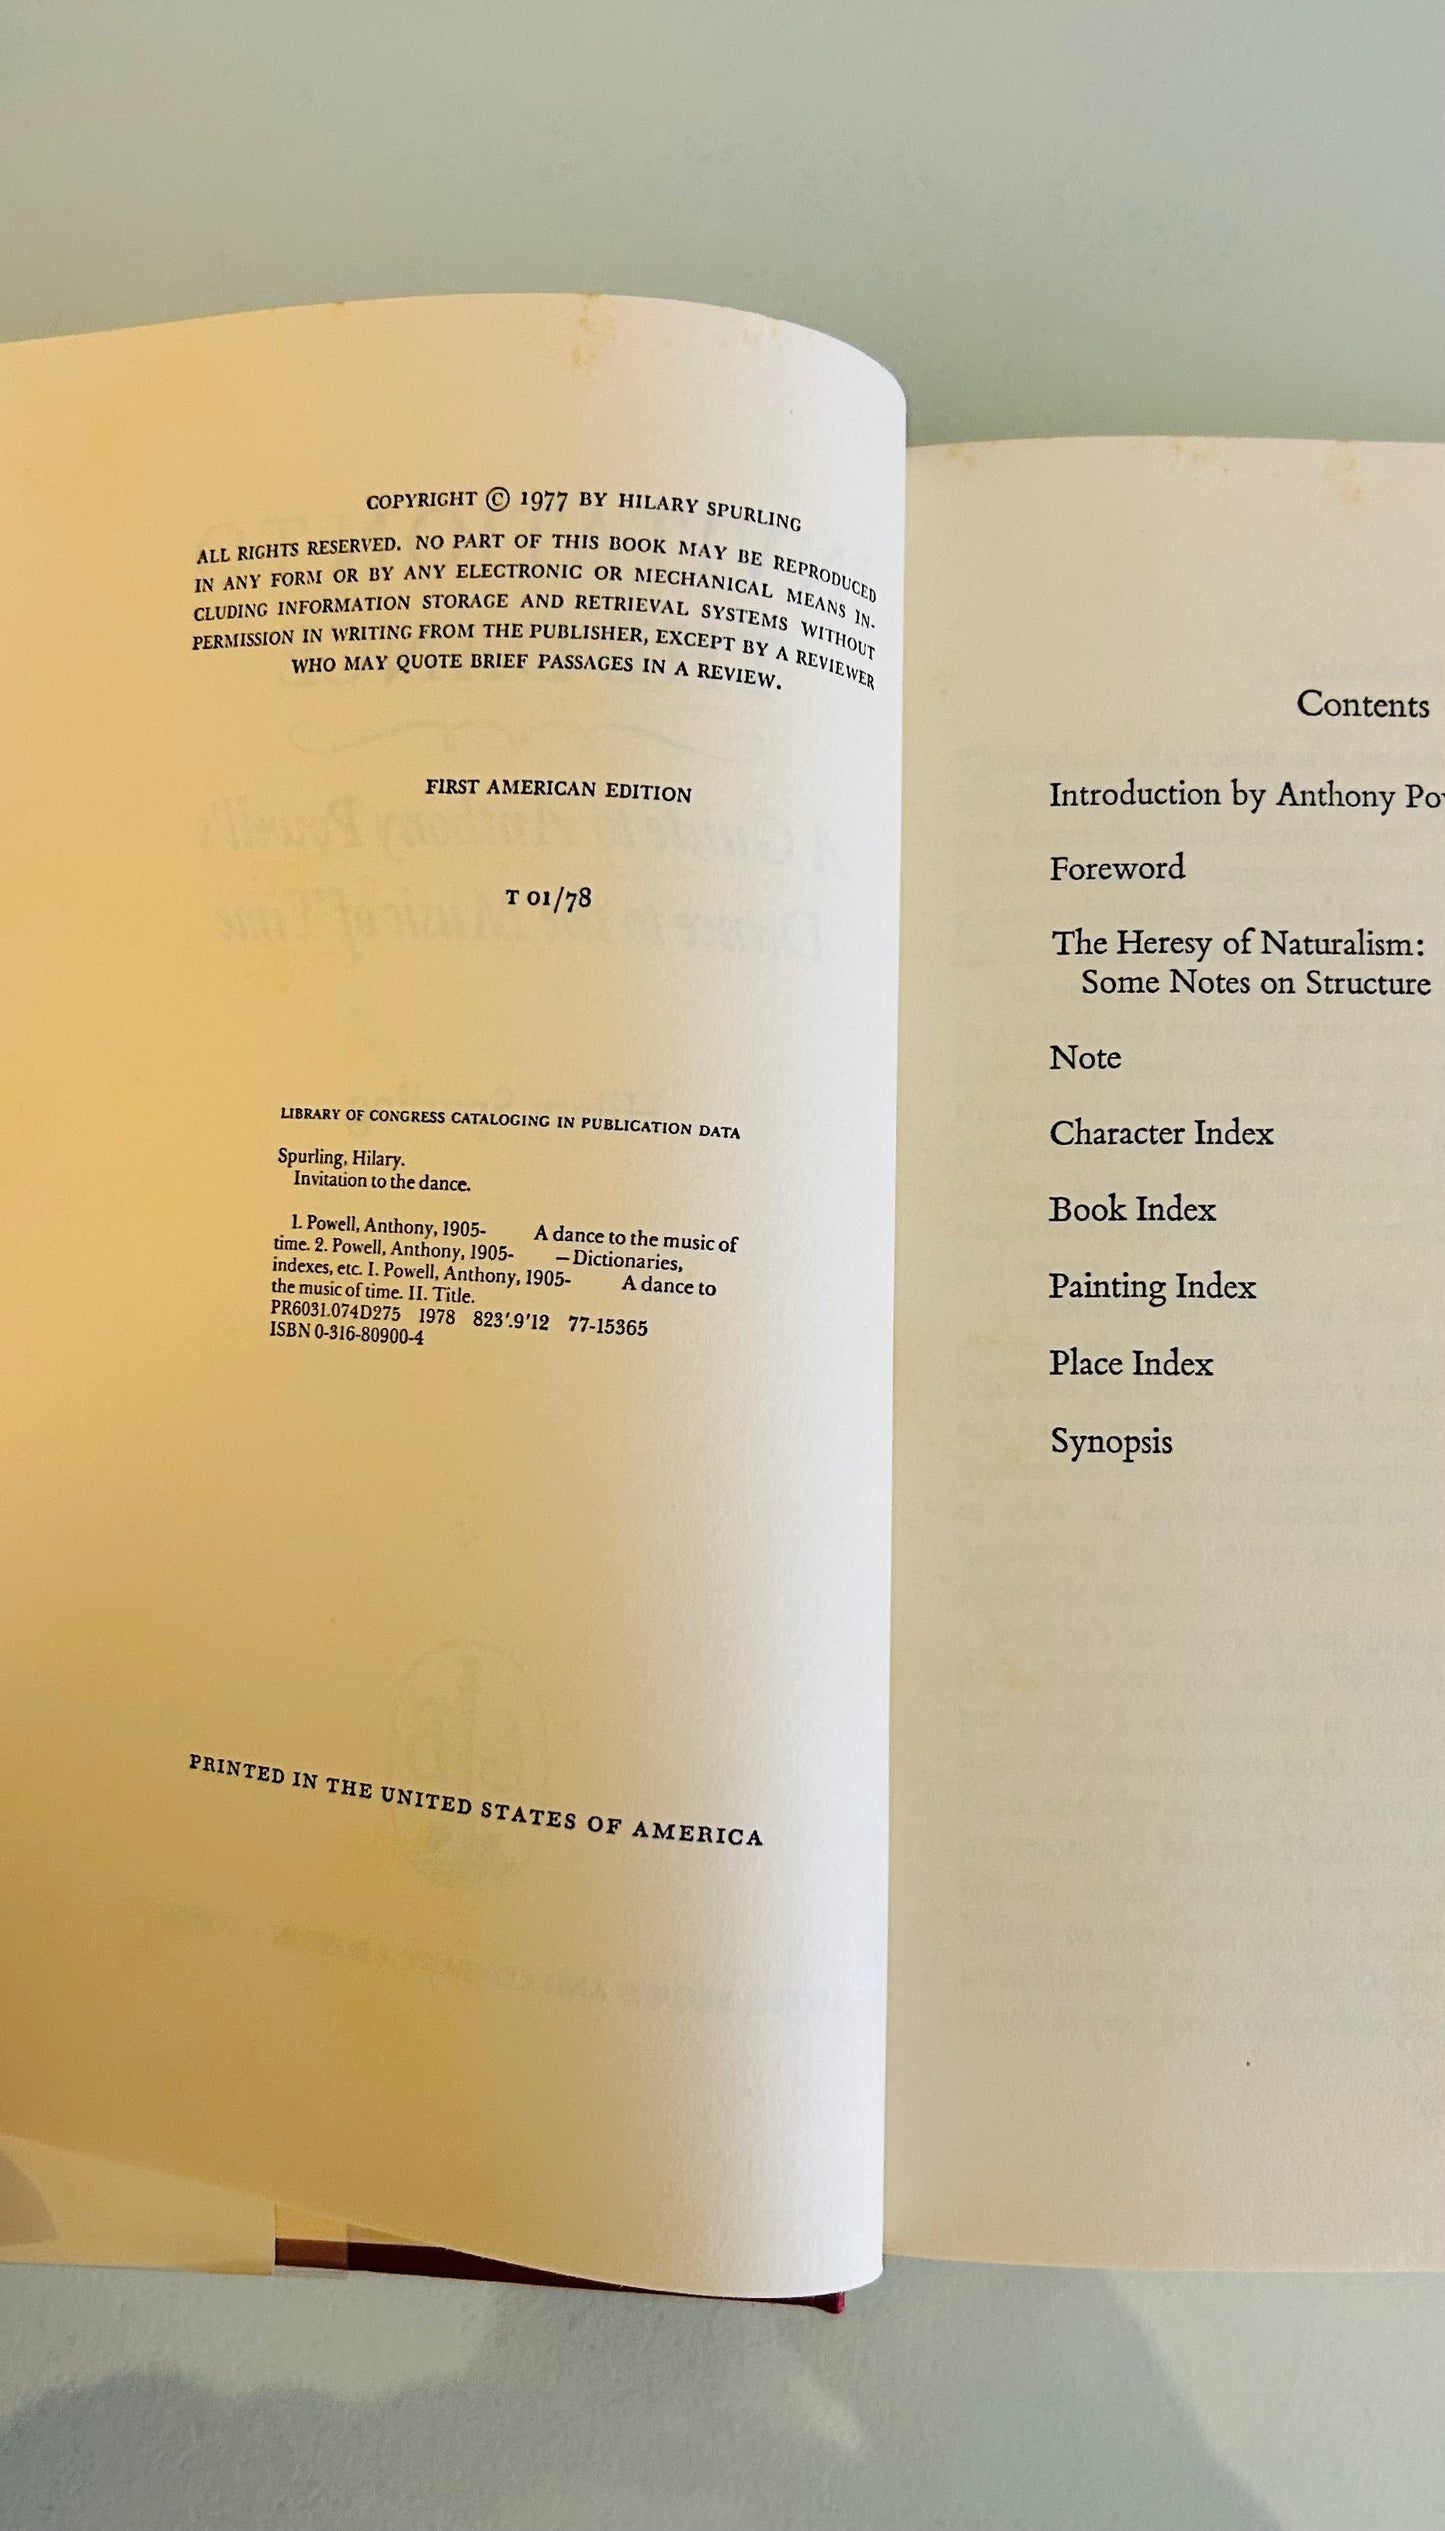 COPYRIGHT © 1977 BY HILARY SPURLING
ALL RIGHTS RESERVED. NO PART OF THIS BOOK MAY BE REPRODUCED
IN ANY FORM OR BY ANY ELECTRONIC OR MECHANICAL MEANS IN-
CLUDING INFORMATION STORAGE AND RETRIEVAL SYSTEMS WITHOUT
PERMISSION IN WRITING FROM THE PUBLISHER, EXCEPT BY A REVIEWER
WHO MAY QUOTE BRIEF PASSAGES IN A REVIEW.
FIRST AMERICAN EDITION
T 01/78
LIBRARY OF CONGRESS CATALOGING IN PUBLICATION DATA
Spurling, Hilary.
Invitation to the dance.
1. Powell, Anthony, 1905- A dance to the music of
time. 2. Powell, Anthony, 1905- —Dictionaries,
indexes, etc. I. Powell, Anthony, 1905- A dance to
the music of time. II. Title.
PR6031.074D275 1978 823'.9'12 77-15365
ISBN 0-316-80900-4
PRINTED IN THE UNITED STATES OF AMERICA
Contents
Introduction by Anthony Po
Foreword
The Heresy of Naturalism:
Some Notes on Structure
Note
Character Index
Book Index
Painting Index
Place Index
Synopsis